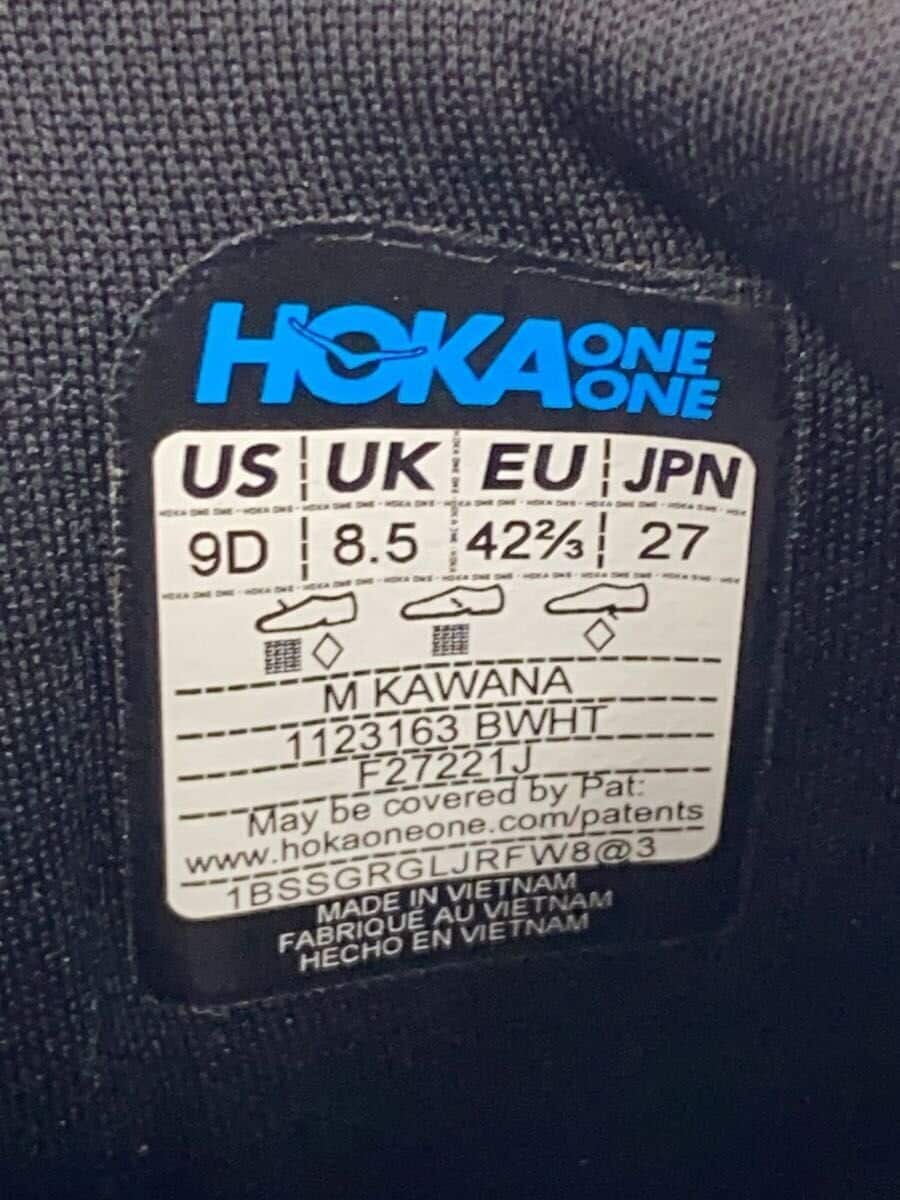 HOKA ONE ONE
US UK EU JPN
9D 8.5 42⅔ 27
M KAWANA
1123163 BWHT
F27221J
May be covered by Pat:
www.hokaoneone.com/patents
1BSSGRGLJRFW8@3
MADE IN VIETNAM
FABRIQUE AU VIETNAM
HECHO EN VIETNAM